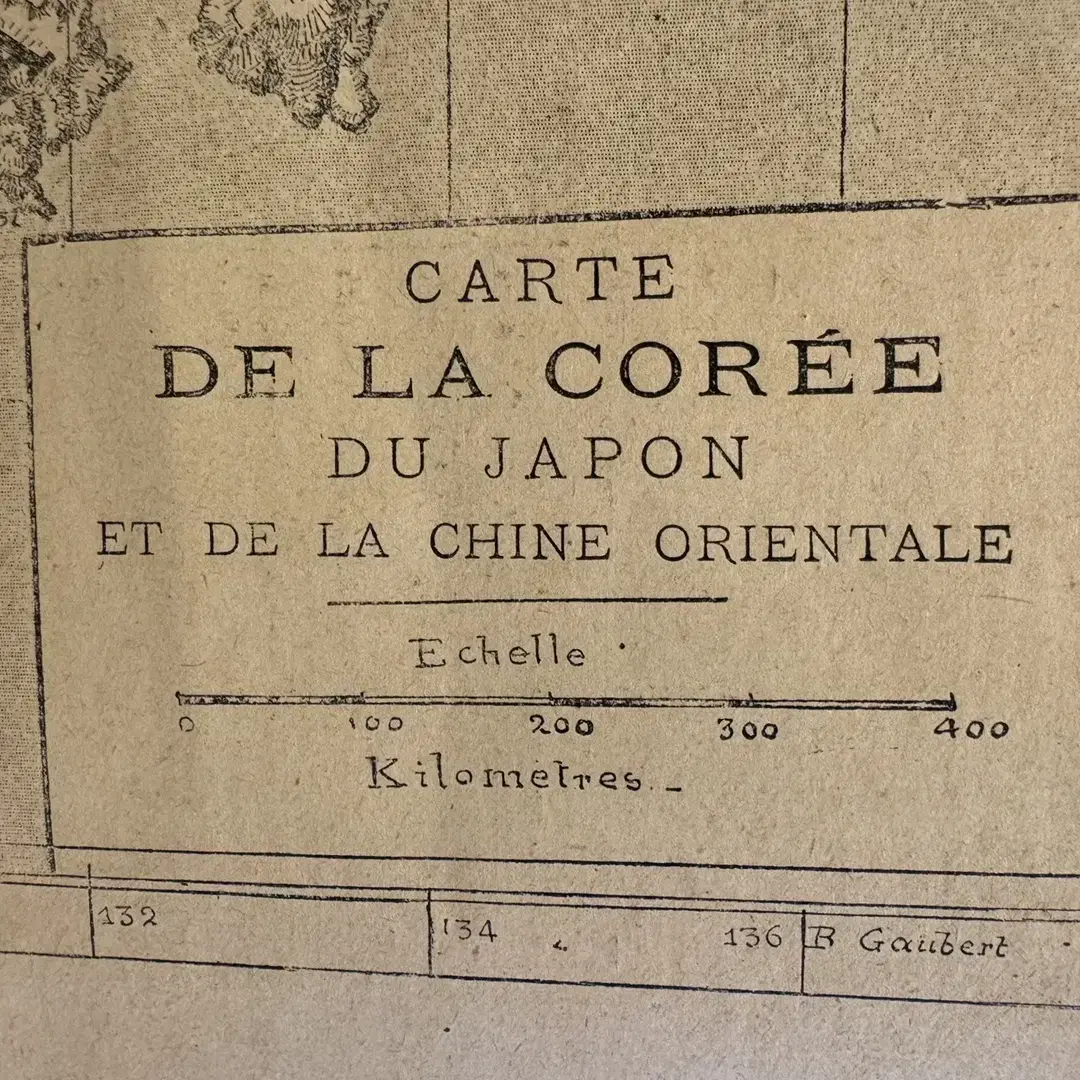 CARTE
DE LA CORÉE
DU JAPON
ET DE LA CHINE ORIENTALE
Echelle
0 100 200 300 400
Kilomètres
132 134 136 R Gaubert